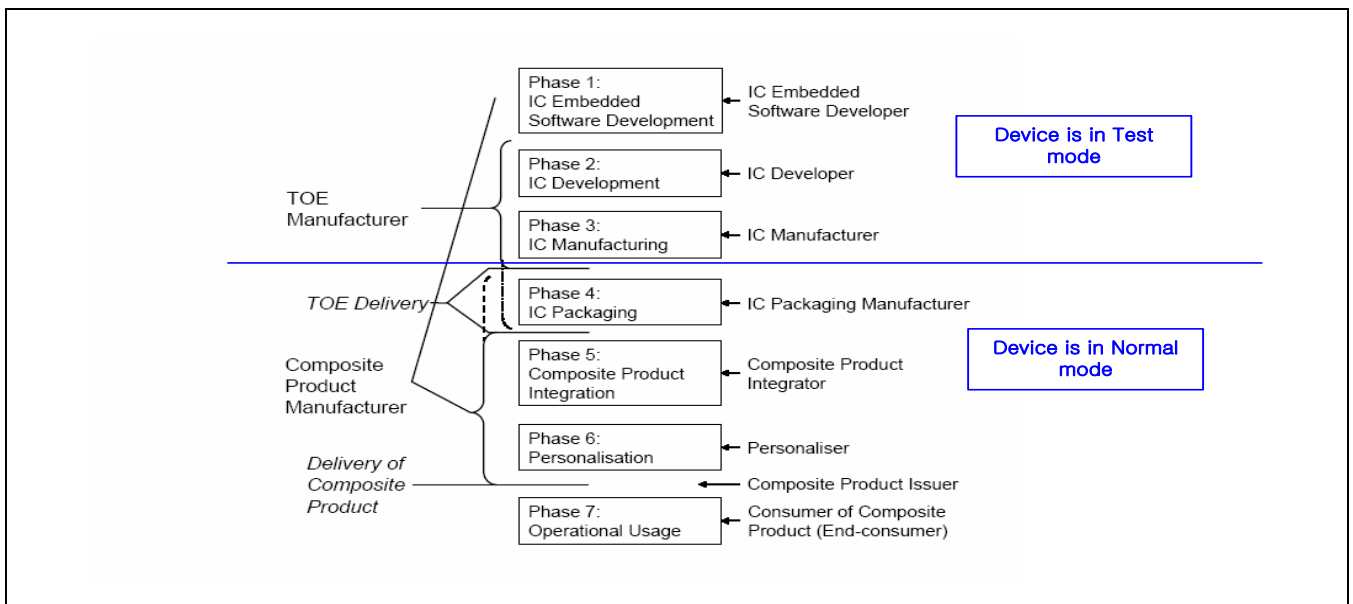 Phase 1:
IC Embedded
Software Development
IC Embedded
Software Developer
Device is in Test
mode
Phase 2:
IC Development
IC Developer
TOE
Manufacturer
Phase 3:
IC Manufacturing
IC Manufacturer
TOE Delivery
Phase 4:
IC Packaging
IC Packaging Manufacturer
Device is in Normal
mode
Composite
Product
Manufacturer
Phase 5:
Composite Product
Integration
Composite Product
Integrator
Phase 6:
Personalisation
Personaliser
Delivery of
Composite
Product
Composite Product Issuer
Phase 7:
Operational Usage
Consumer of Composite
Product (End-consumer)